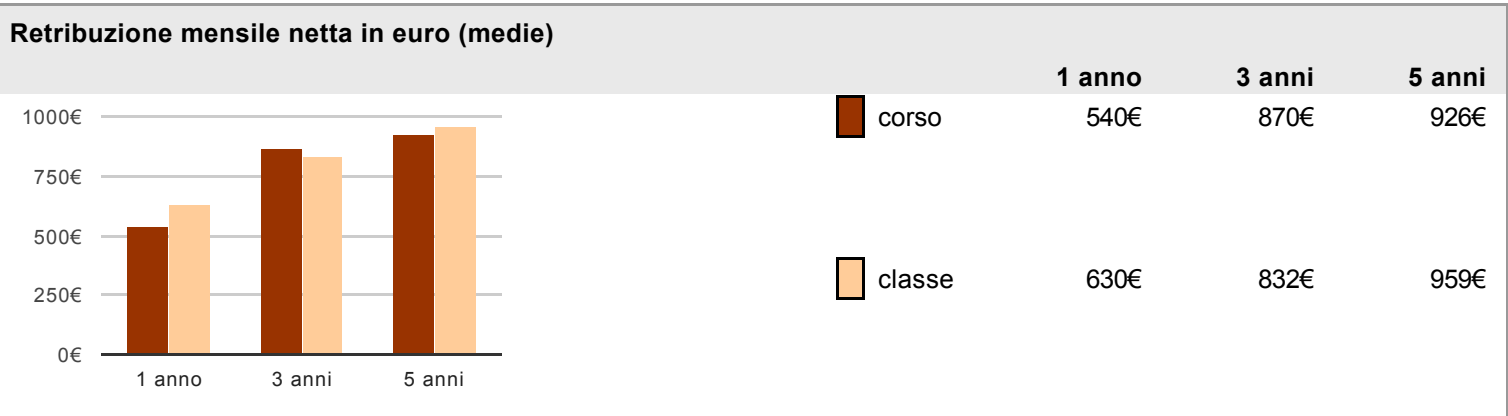 Retribuzione mensile netta in euro (medie)
1 anno 3 anni 5 anni
1000€
750€
500€
250€
0€
1 anno 3 anni 5 anni
corso 540€ 870€ 926€
classe 630€ 832€ 959€